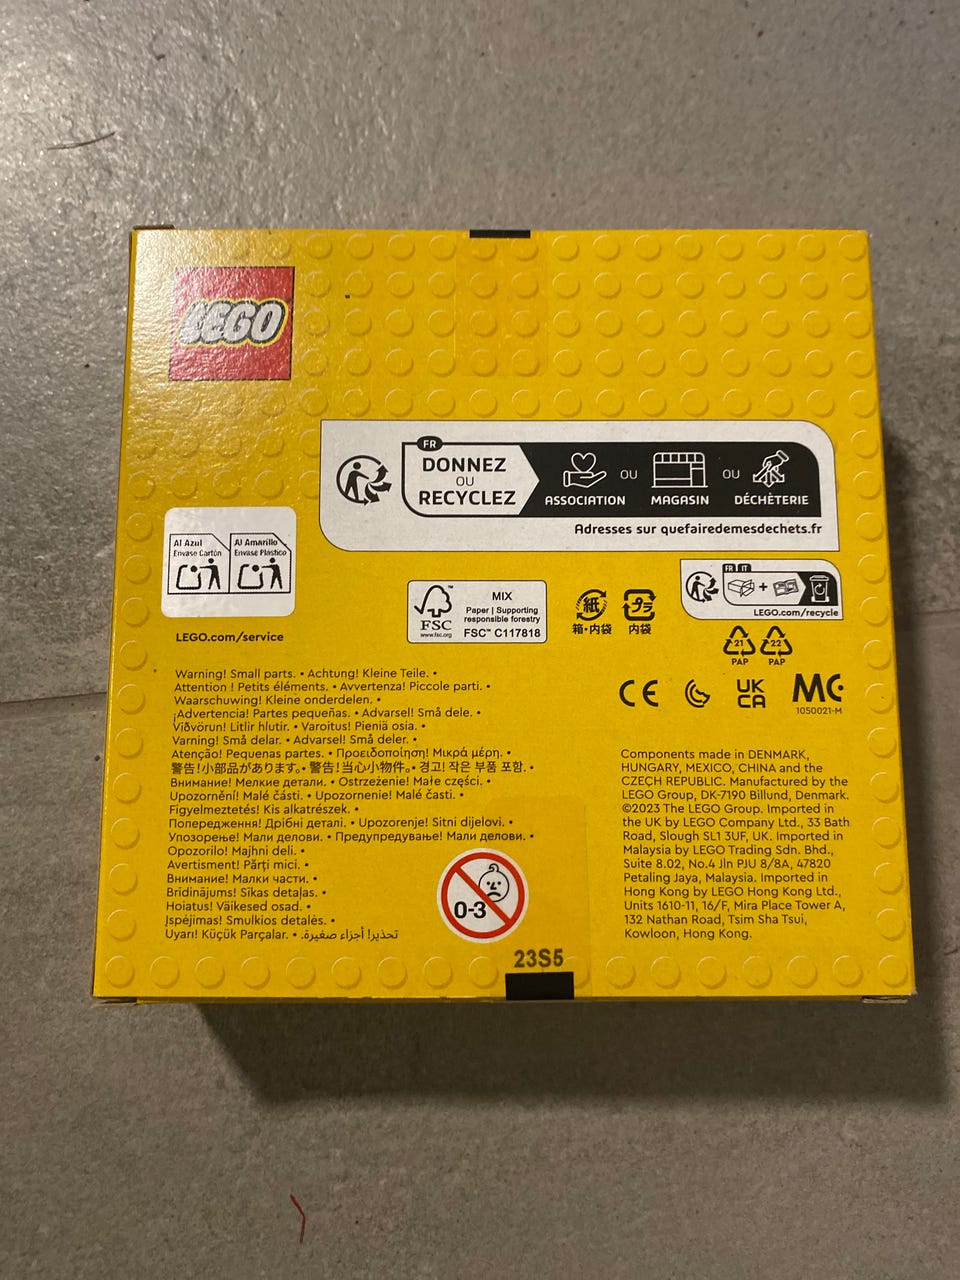 LEGO
FR
DONNEZ
OU
RECYCLEZ
ASSOCIATION
OU
MAGASIN
OU
DÉCHÈTERIE
Adresses sur quefairedemesdechets.fr
Al Azul
Envase Cartón
Al Amarillo
Envase Plástico
LEGO.com/service
FSC™
www.fsc.org
MIX
Paper | Supporting
responsible forestry
FSC™ C117818
紙
箱・内袋
プラ
内袋
FR IT
+
LEGO.com/recycle
21
PAP
22
PAP
CE
UK
CA
MC
1050021-M
Warning! Small parts. • Achtung! Kleine Teile. •
Attention ! Petits éléments. • Avvertenza! Piccole parti. •
Waarschuwing! Kleine onderdelen. •
¡Advertencia! Partes pequeñas. • Advarsel! Små dele. •
Viðvörun! Litlir hlutir. • Varoitus! Pieniä osia. •
Varning! Små delar. • Advarsel! Små deler. •
Atenção! Pequenas partes. • Προειδοποίηση! Μικρά μέρη. •
警告!小部品があります。• 警告!当心小物件。• 경고! 작은 부품 포함. •
Внимание! Мелкие детали. • Ostrzeżenie! Małe części. •
Upozornění! Malé části. • Upozornenie! Malé časti. •
Figyelmeztetés! Kis alkatrészek. •
Попередження! Дрібні деталі. • Upozorenje! Sitni dijelovi. •
Упозорење! Мали делови. • Предупредување! Мали делови. •
Opozorilo! Majhni deli. •
Avertisment! Părți mici. •
Внимание! Малки части. •
Brīdinājums! Sīkas detaļas. •
Hoiatus! Väikesed osad. •
Įspėjimas! Smulkios detalės. •
Uyarı! Küçük Parçalar. • تحذير! أجزاء صغيرة.
0-3
23S5
Components made in DENMARK,
HUNGARY, MEXICO, CHINA and the
CZECH REPUBLIC. Manufactured by the
LEGO Group, DK-7190 Billund, Denmark.
©2023 The LEGO Group. Imported in
the UK by LEGO Company Ltd., 33 Bath
Road, Slough SL1 3UF, UK. Imported in
Malaysia by LEGO Trading Sdn. Bhd.,
Suite 8.02, No.4 Jln PJU 8/8A, 47820
Petaling Jaya, Malaysia. Imported in
Hong Kong by LEGO Hong Kong Ltd.,
Units 1610-11, 16/F, Mira Place Tower A,
132 Nathan Road, Tsim Sha Tsui,
Kowloon, Hong Kong.